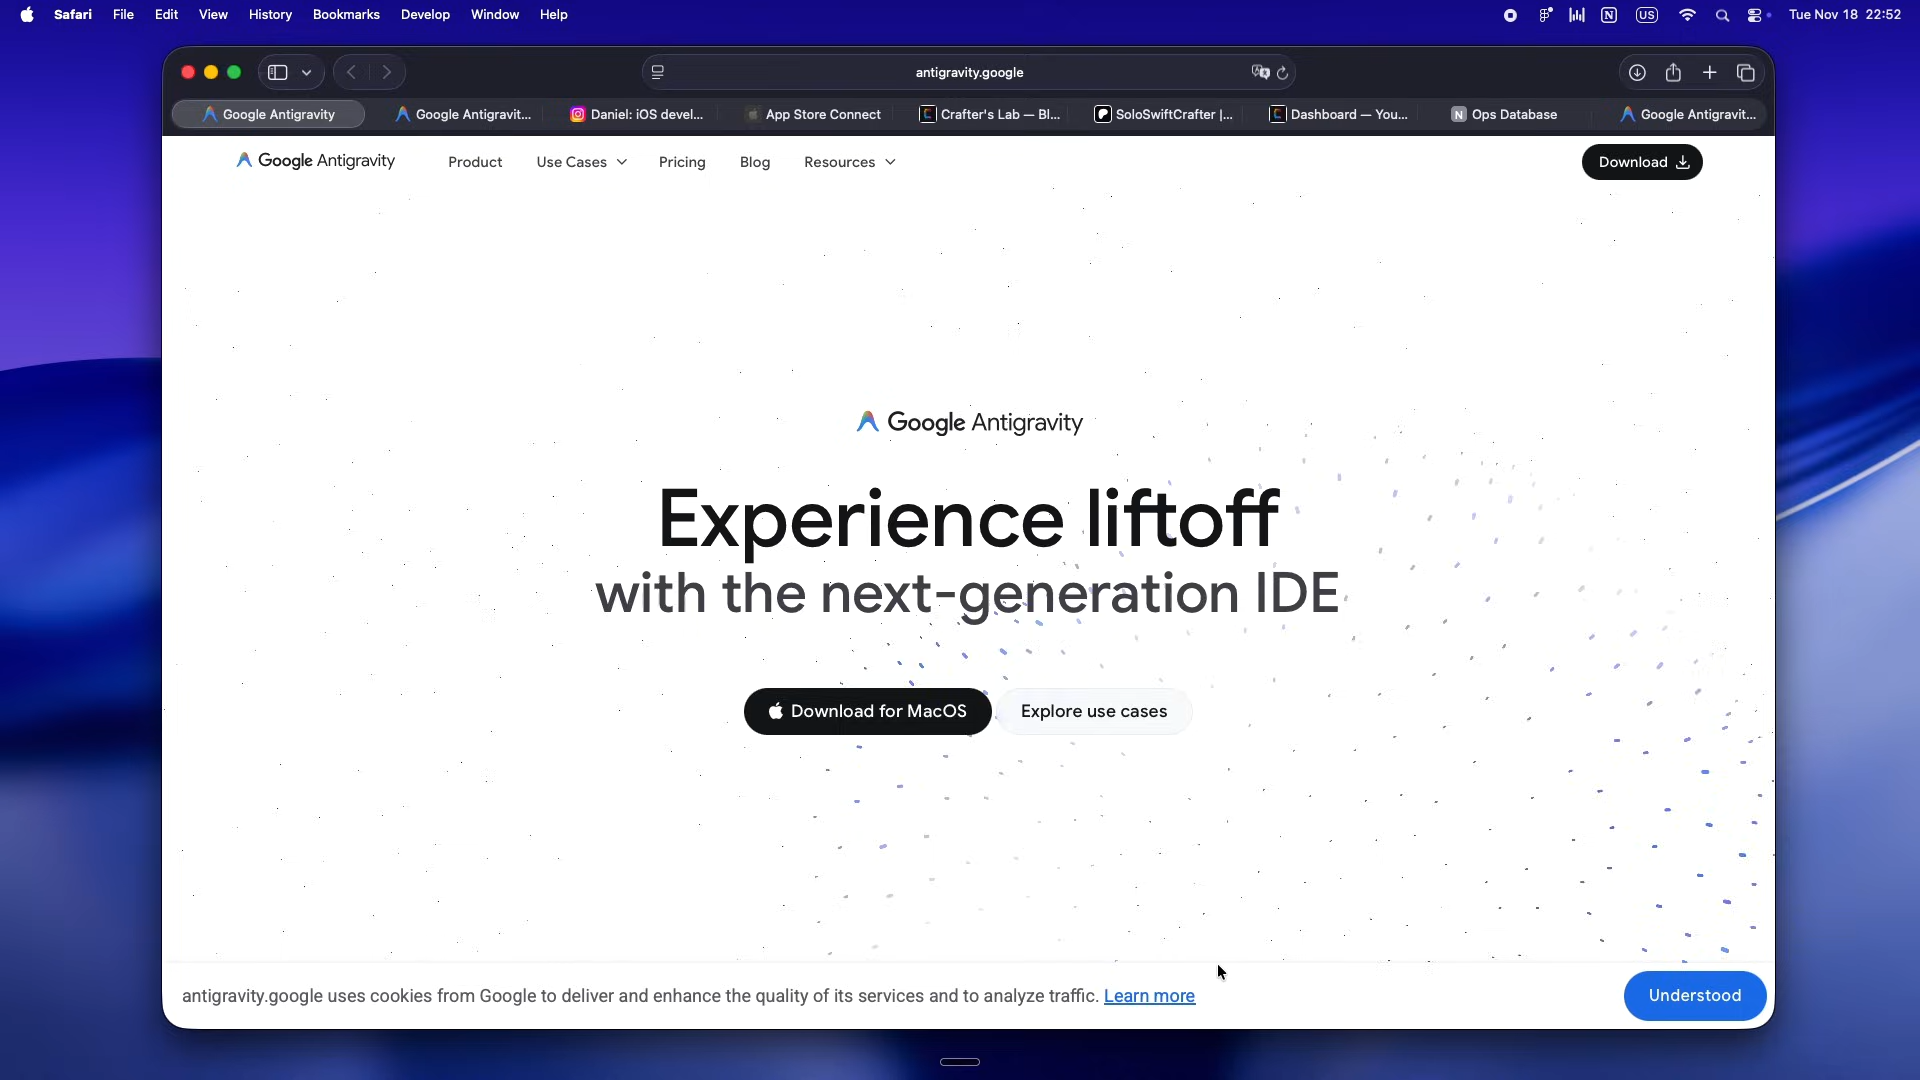 Safari File Edit View History Bookmarks Develop Window Help
US
Tue Nov 18 22:52
antigravity.google
Google Antigravity
Google Antigravit...
Daniel: iOS devel...
App Store Connect
Crafter's Lab — Bl...
SoloSwiftCrafter |...
Dashboard — You...
Ops Database
Google Antigravit...
Google Antigravity
Product
Use Cases
Pricing
Blog
Resources
Download
Google Antigravity
Experience liftoff
with the next-generation IDE
Download for MacOS
Explore use cases
antigravity.google uses cookies from Google to deliver and enhance the quality of its services and to analyze traffic. Learn more
Understood